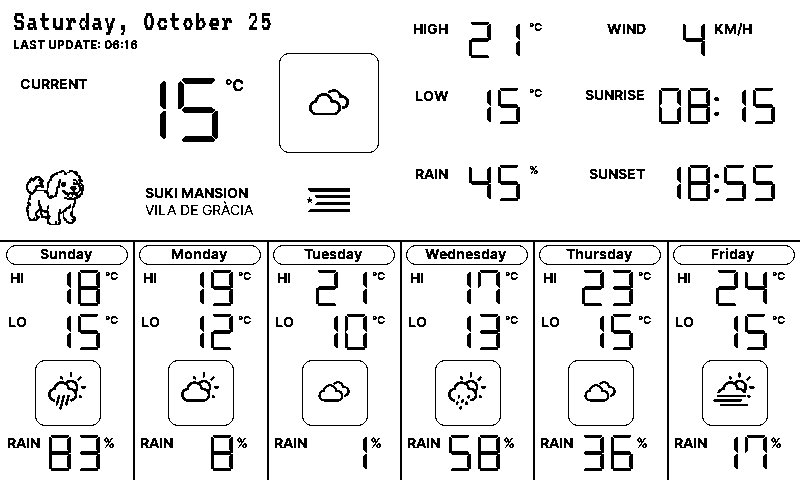 Saturday, October 25
LAST UPDATE: 06:16
CURRENT 15 °C
SUKI MANSION
VILA DE GRÀCIA
HIGH 21 °C
LOW 15 °C
RAIN 45 %
WIND 4 KM/H
SUNRISE 08:15
SUNSET 18:55
Sunday
HI 18 °C
LO 15 °C
RAIN 83 %
Monday
HI 19 °C
LO 12 °C
RAIN 8 %
Tuesday
HI 21 °C
LO 10 °C
RAIN 1 %
Wednesday
HI 17 °C
LO 13 °C
RAIN 58 %
Thursday
HI 23 °C
LO 15 °C
RAIN 36 %
Friday
HI 24 °C
LO 15 °C
RAIN 17 %